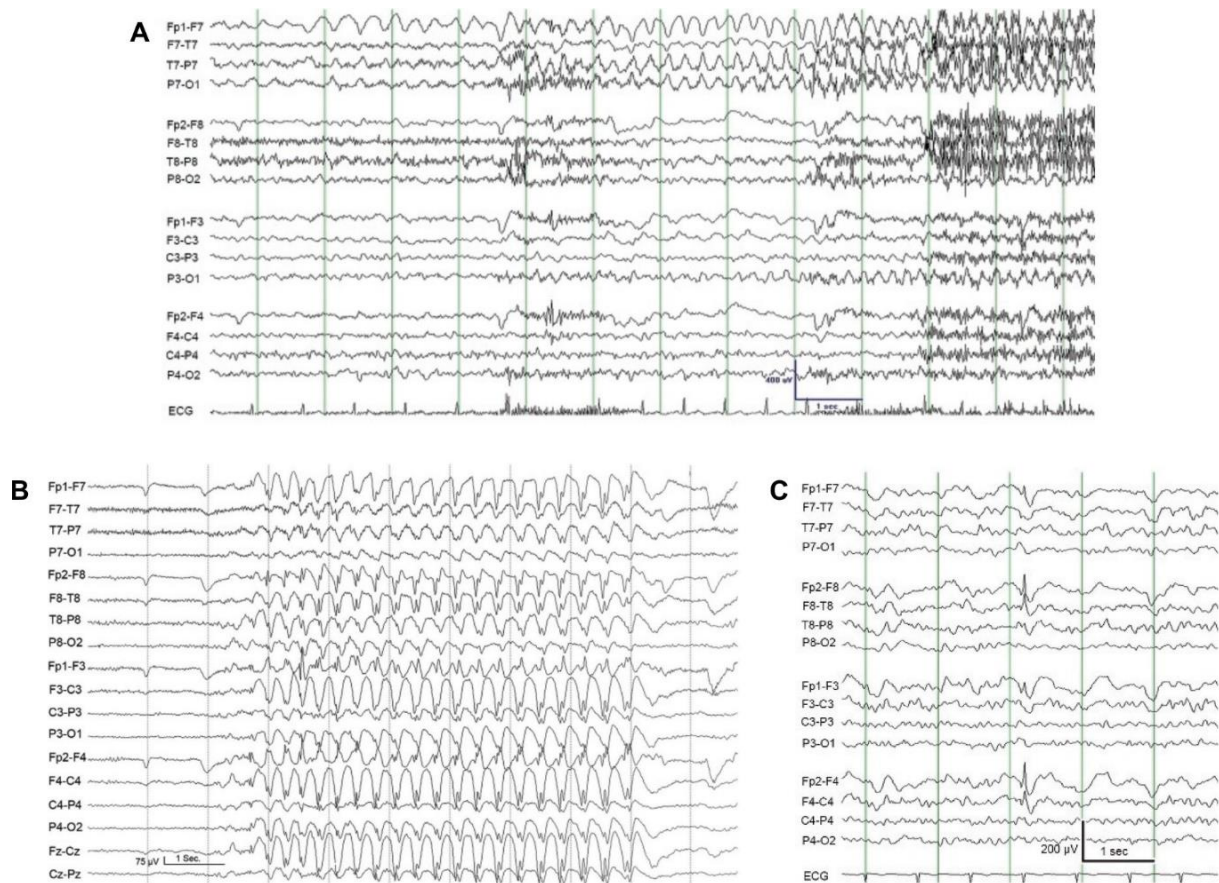 A
Fp1-F7
F7-T7
T7-P7
P7-O1
Fp2-F8
F8-T8
T8-P8
P8-O2
Fp1-F3
F3-C3
C3-P3
P3-O1
Fp2-F4
F4-C4
C4-P4
P4-O2
400 uV
1 sec
ECG
B
Fp1-F7
F7-T7
T7-P7
P7-O1
Fp2-F8
F8-T8
T8-P8
P8-O2
Fp1-F3
F3-C3
C3-P3
P3-O1
Fp2-F4
F4-C4
C4-P4
P4-O2
Fz-Cz
75 µV 1 Sec.
Cz-Pz
C
Fp1-F7
F7-T7
T7-P7
P7-O1
Fp2-F8
F8-T8
T8-P8
P8-O2
Fp1-F3
F3-C3
C3-P3
P3-O1
Fp2-F4
F4-C4
C4-P4
P4-O2
200 µV 1 sec
ECG